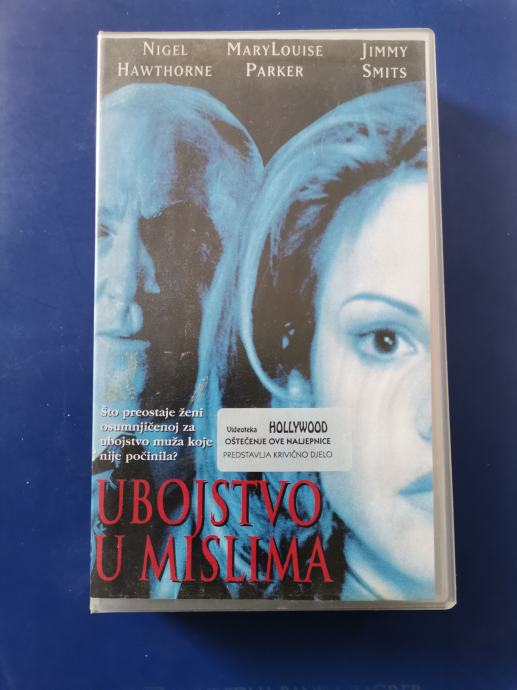 NIGEL HAWTHORNE
MARYLOUISE PARKER
JIMMY SMITS
Što preostaje ženi
osumnjičenoj za
ubojstvo muža koje
nije počinila?
Videoteka HOLLYWOOD
OŠTEĆENJE OVE NALJEPNICE
PREDSTAVLJA KRIVIČNO DJELO
UBOJSTVO
U MISLIMA